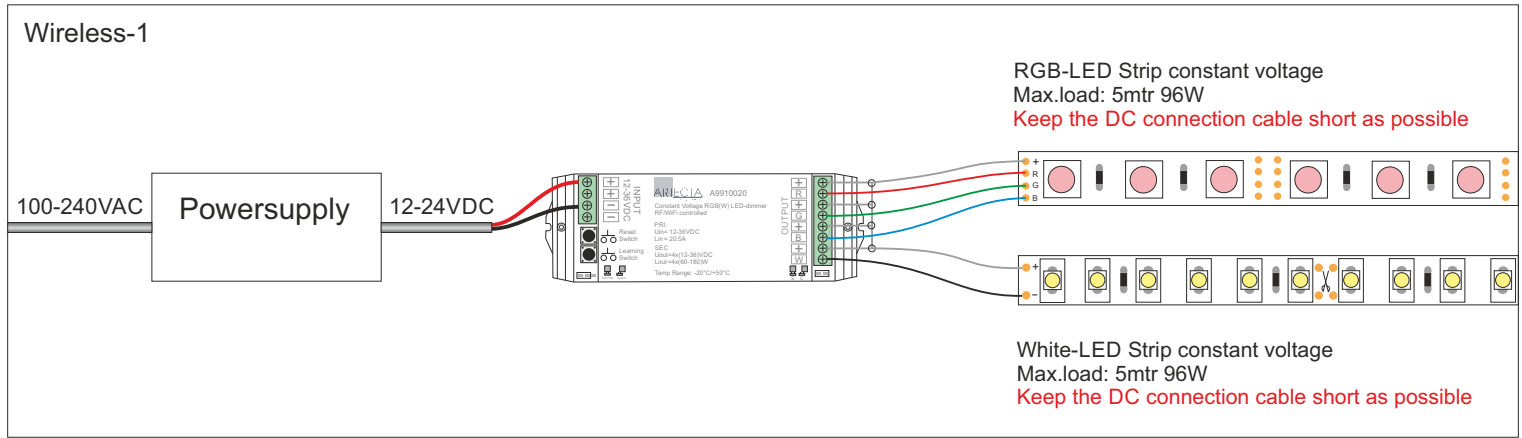 Wireless-1
RGB-LED Strip constant voltage
Max.load: 5mtr 96W
Keep the DC connection cable short as possible
100-240VAC
Powersupply
12-24VDC
+
+
−
−
INPUT
12-36VDC
Reset
Switch
Learning
Switch
ARTECTA A9910020
Constant Voltage RGB(W) LED-dimmer
RF/WiFi controlled
PRI:
Uin= 12-36VDC
Lin = 20.5A
SEC
Uout=4x(12-36)VDC
Lout=4x(60-180)W
Temp Range: -20°C/+50°C
OUTPUT
+
R
+
G
+
B
+
W
+
R
G
B
+
−
White-LED Strip constant voltage
Max.load: 5mtr 96W
Keep the DC connection cable short as possible